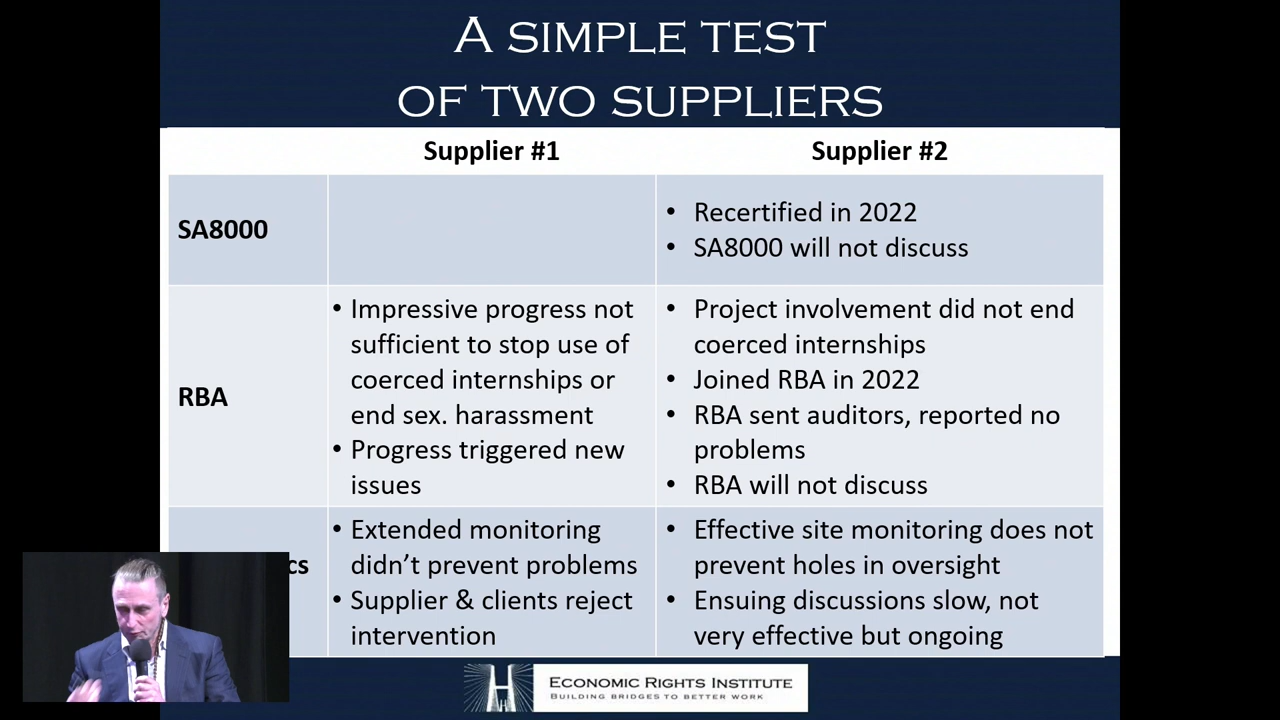 A SIMPLE TEST
OF TWO SUPPLIERS
Supplier #1
Supplier #2
SA8000
• Recertified in 2022
• SA8000 will not discuss
RBA
• Impressive progress not
sufficient to stop use of
coerced internships or
end sex. harassment
• Progress triggered new
issues
• Project involvement did not end
coerced internships
• Joined RBA in 2022
• RBA sent auditors, reported no
problems
• RBA will not discuss
cs
• Extended monitoring
didn’t prevent problems
• Supplier & clients reject
intervention
• Effective site monitoring does not
prevent holes in oversight
• Ensuing discussions slow, not
very effective but ongoing
ECONOMIC RIGHTS INSTITUTE
BUILDING BRIDGES TO BETTER WORK